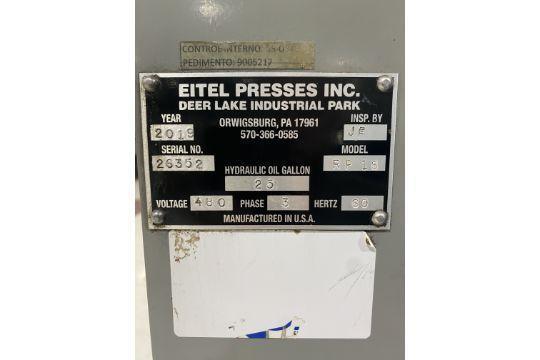 CONTROL INTERNO:
PEDIMENTO: 9005217
EITEL PRESSES INC.
DEER LAKE INDUSTRIAL PARK
YEAR ORWIGSBURG, PA 17961 INSP. BY
2019 570-366-0585 JE
SERIAL NO. MODEL
26352 RP 15
HYDRAULIC OIL GALLON
25
VOLTAGE 480 PHASE 3 HERTZ 60
MANUFACTURED IN U.S.A.